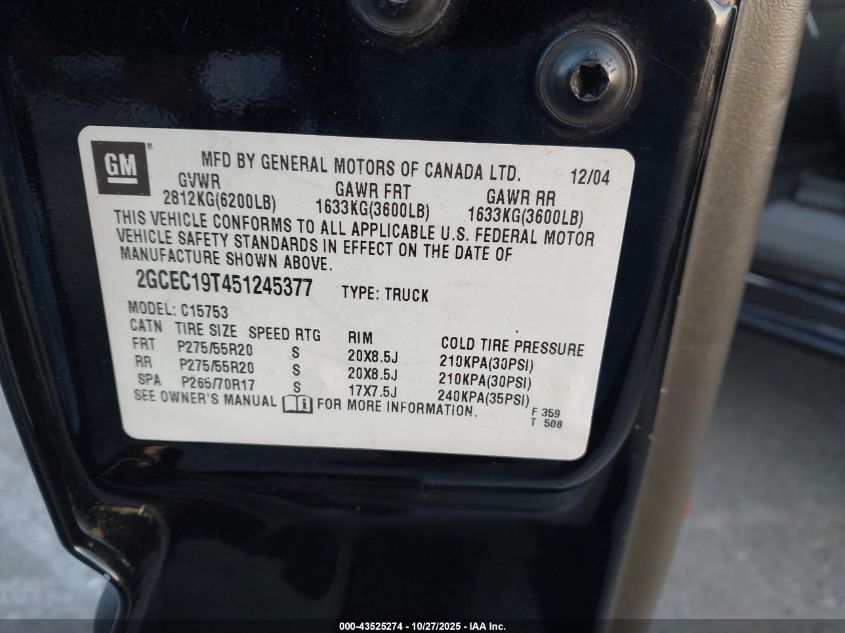 GM ®
MFD BY GENERAL MOTORS OF CANADA LTD. 12/04
GVWR GAWR FRT GAWR RR
2812KG(6200LB) 1633KG(3600LB) 1633KG(3600LB)
THIS VEHICLE CONFORMS TO ALL APPLICABLE U.S. FEDERAL MOTOR
VEHICLE SAFETY STANDARDS IN EFFECT ON THE DATE OF
MANUFACTURE SHOWN ABOVE.
2GCEC19T451245377 TYPE: TRUCK
MODEL: C15753
CATN TIRE SIZE SPEED RTG RIM COLD TIRE PRESSURE
FRT P275/55R20 S 20X8.5J 210KPA(30PSI)
RR P275/55R20 S 20X8.5J 210KPA(30PSI)
SPA P265/70R17 S 17X7.5J 240KPA(35PSI)
SEE OWNER'S MANUAL i FOR MORE INFORMATION.
F 359
T 508
000-43525274 | 10/27/2025 - IAA Inc.